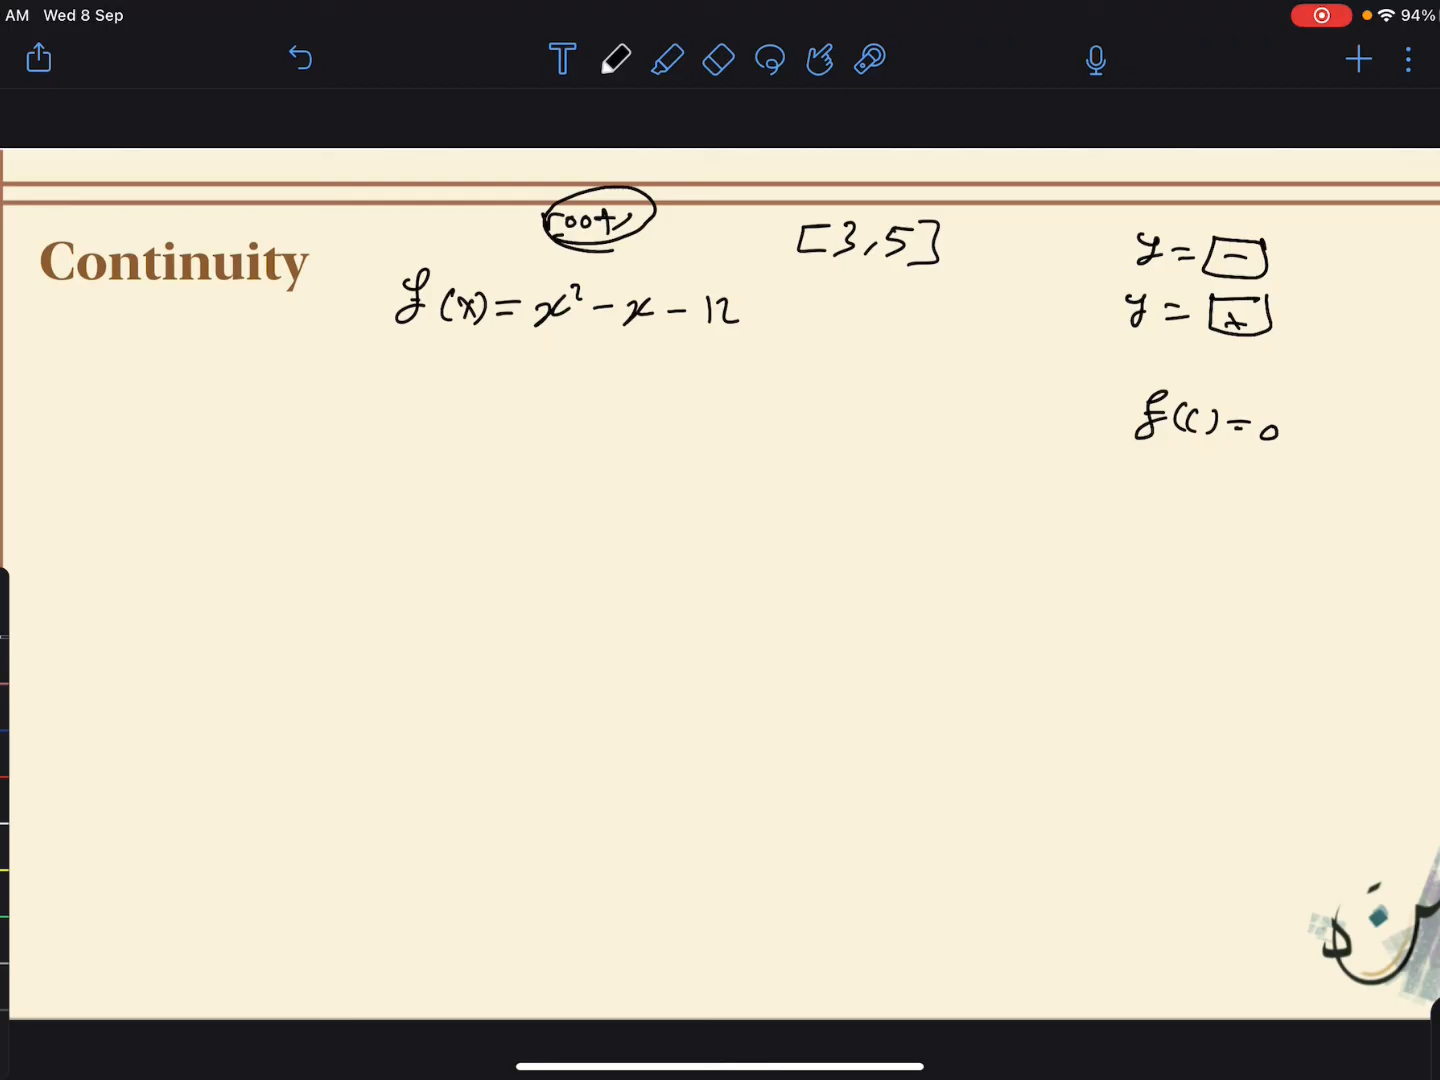 AM Wed 8 Sep 94%
root
[3,5]
y = -
Continuity
f(x) = x² - x - 12
y = +
f(c) = 0